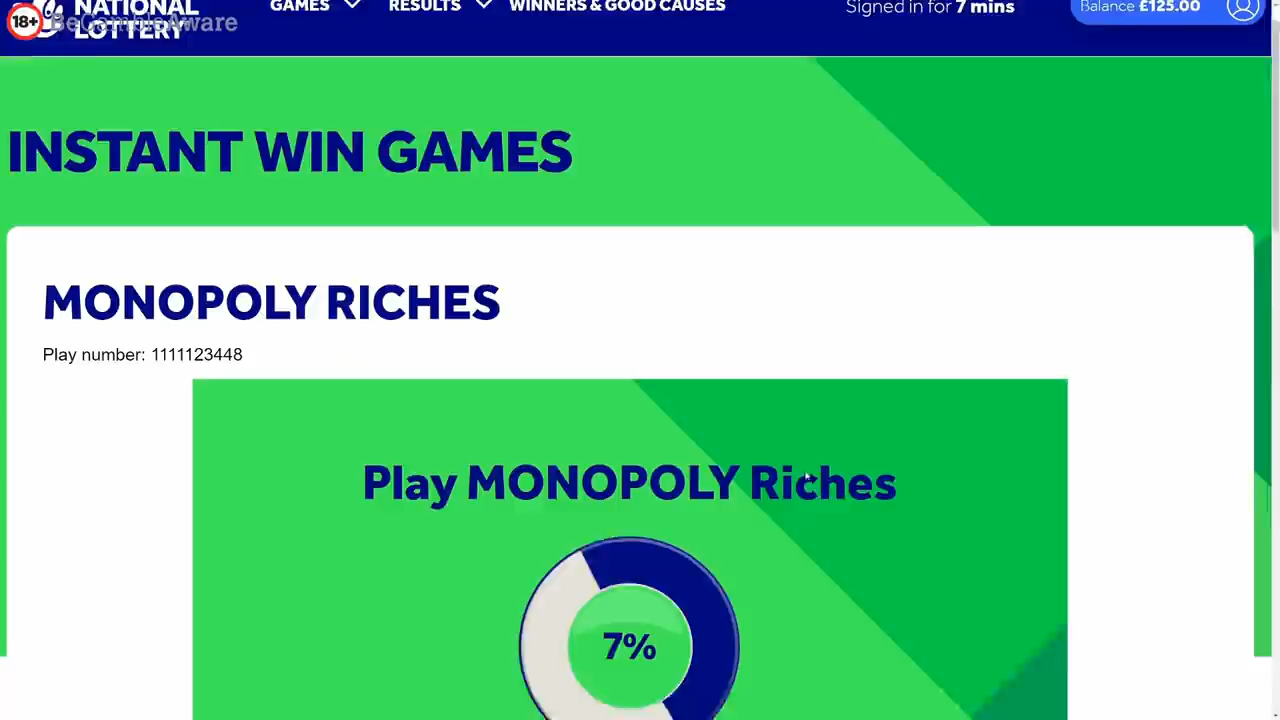 GAMES RESULTS WINNERS & GOOD CAUSES Signed in for 7 mins Balance £125.00
18+ BeGambleAware
NATIONAL
LOTTERY
INSTANT WIN GAMES
MONOPOLY RICHES
Play number: 1111123448
Play MONOPOLY Riches
7%